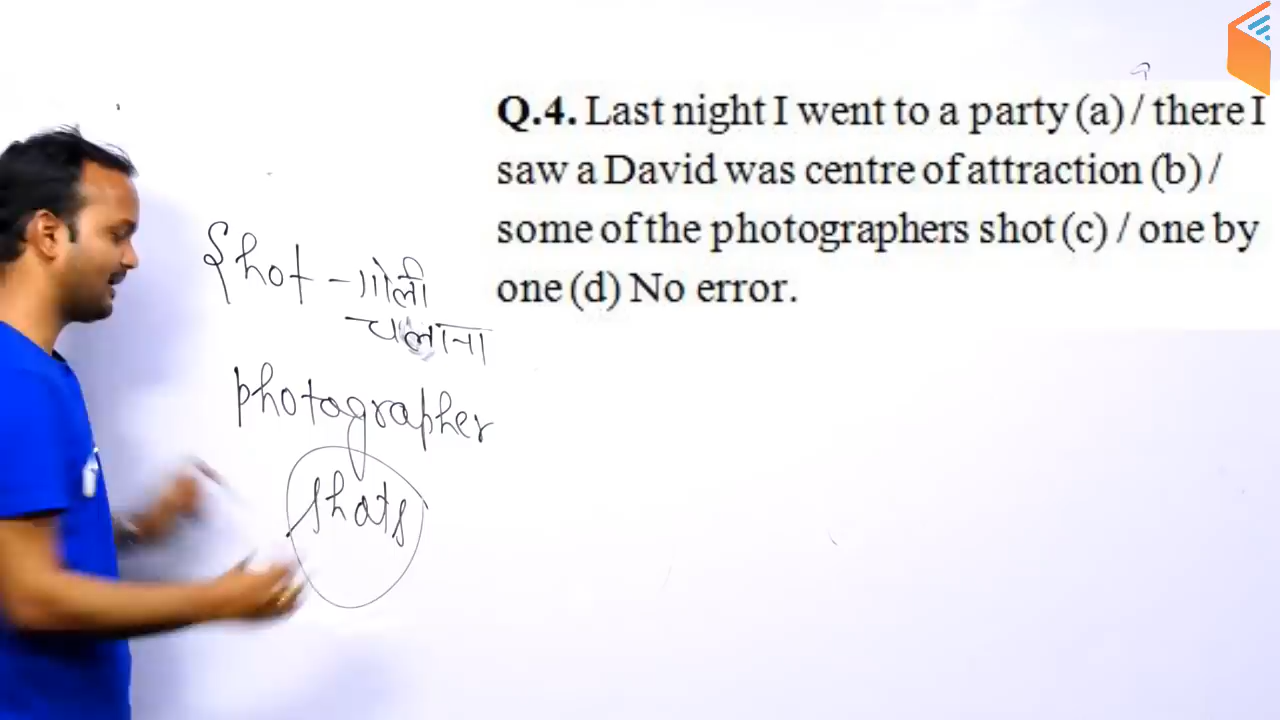 Q.4. Last night I went to a party (a) / there I
saw a David was centre of attraction (b) /
some of the photographers shot (c) / one by
one (d) No error.
Shot - गोली
चलाना
photographer
shots